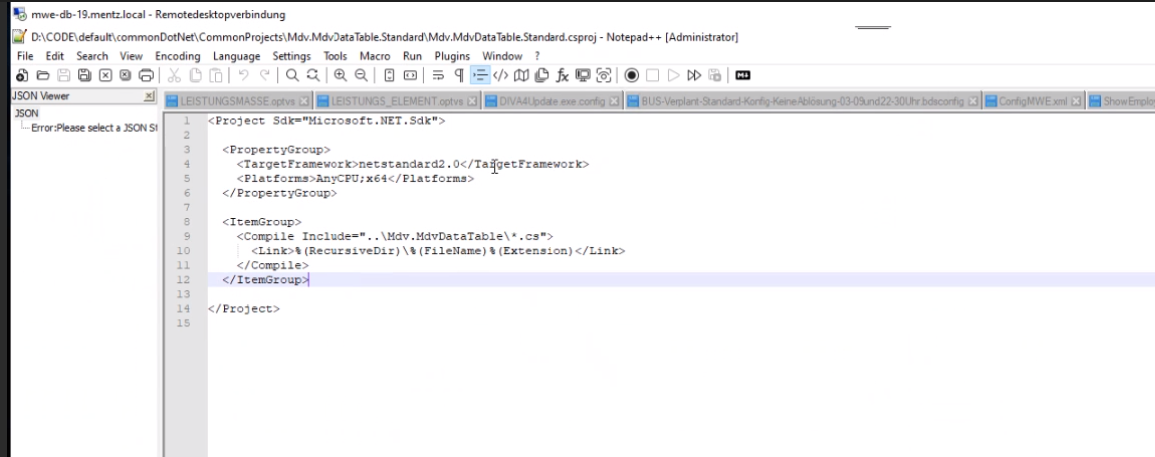 mwe-db-19.mentz.local - Remotedesktopverbindung
D:\CODE\default\commonDotNet\CommonProjects\Mdv.MdvDataTable.Standard\Mdv.MdvDataTable.Standard.csproj - Notepad++ [Administrator]
File Edit Search View Encoding Language Settings Tools Macro Run Plugins Window ?
JSON Viewer
LEISTUNGSMASSE.optvs LEISTUNGS_ELEMENT.optvs DIVA4Update.exe.config BUS-Verplant-Standard-Konfig-KeineAblösung-03-09und22-30Uhr.bdsconfig ConfigMWE.xml ShowEmplo
JSON
Error:Please select a JSON St
1 <Project Sdk="Microsoft.NET.Sdk">
2
3 <PropertyGroup>
4 <TargetFramework>netstandard2.0</TargetFramework>
5 <Platforms>AnyCPU;x64</Platforms>
6 </PropertyGroup>
7
8 <ItemGroup>
9 <Compile Include="..\Mdv.MdvDataTable\*.cs">
10 <Link>%(RecursiveDir)\%(FileName)%(Extension)</Link>
11 </Compile>
12 </ItemGroup>
13
14 </Project>
15